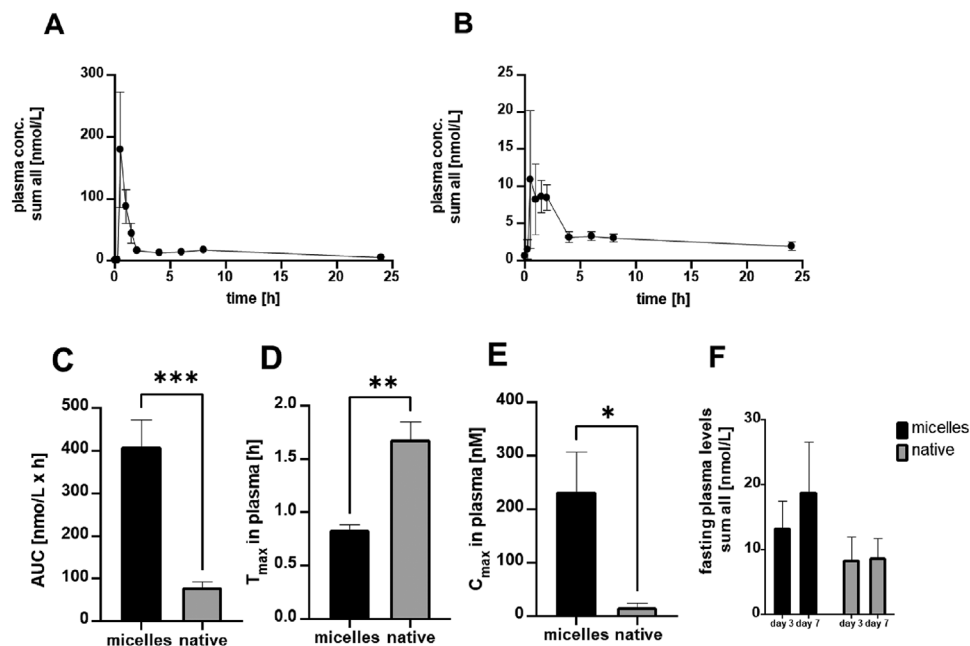 A
B
plasma conc.
sum all [nmol/L]
300
200
100
0
0
5
10
15
20
25
time [h]
plasma conc.
sum all [nmol/L]
25
20
15
10
5
0
0
5
10
15
20
25
time [h]
C
***
AUC [nmo/L x h]
500
400
300
200
100
0
micelles native
D
**
Tmax in plasma [h]
2.0
1.5
1.0
0.5
0.0
micelles native
E
*
Cmax in plasma [nM]
400
300
200
100
0
micelles native
F
fasting plasma levels
sum all [nmol/L]
30
20
10
0
day 3 day 7
day 3 day 7
micelles
native